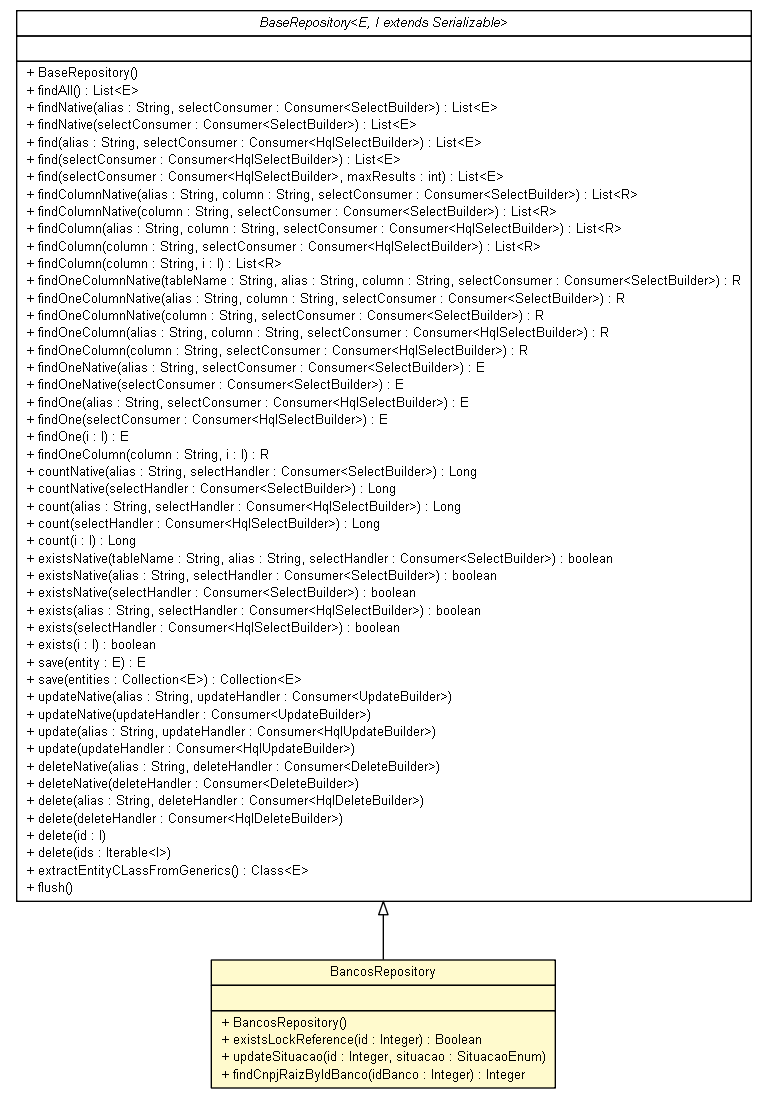 BaseRepository<E, I extends Serializable>
+ BaseRepository()
+ findAll() : List<E>
+ findNative(alias : String, selectConsumer : Consumer<SelectBuilder>) : List<E>
+ findNative(selectConsumer : Consumer<SelectBuilder>) : List<E>
+ find(alias : String, selectConsumer : Consumer<HqlSelectBuilder>) : List<E>
+ find(selectConsumer : Consumer<HqlSelectBuilder>) : List<E>
+ find(selectConsumer : Consumer<HqlSelectBuilder>, maxResults : int) : List<E>
+ findColumnNative(alias : String, column : String, selectConsumer : Consumer<SelectBuilder>) : List<R>
+ findColumnNative(column : String, selectConsumer : Consumer<SelectBuilder>) : List<R>
+ findColumn(alias : String, column : String, selectConsumer : Consumer<HqlSelectBuilder>) : List<R>
+ findColumn(column : String, selectConsumer : Consumer<HqlSelectBuilder>) : List<R>
+ findColumn(column : String, i : I) : List<R>
+ findOneColumnNative(tableName : String, alias : String, column : String, selectConsumer : Consumer<SelectBuilder>) : R
+ findOneColumnNative(alias : String, column : String, selectConsumer : Consumer<SelectBuilder>) : R
+ findOneColumnNative(column : String, selectConsumer : Consumer<SelectBuilder>) : R
+ findOneColumn(alias : String, column : String, selectConsumer : Consumer<HqlSelectBuilder>) : R
+ findOneColumn(column : String, selectConsumer : Consumer<HqlSelectBuilder>) : R
+ findOneNative(alias : String, selectConsumer : Consumer<SelectBuilder>) : E
+ findOneNative(selectConsumer : Consumer<SelectBuilder>) : E
+ findOne(alias : String, selectConsumer : Consumer<HqlSelectBuilder>) : E
+ findOne(selectConsumer : Consumer<HqlSelectBuilder>) : E
+ findOne(i : I) : E
+ findOneColumn(column : String, i : I) : R
+ countNative(alias : String, selectHandler : Consumer<SelectBuilder>) : Long
+ countNative(selectHandler : Consumer<SelectBuilder>) : Long
+ count(alias : String, selectHandler : Consumer<HqlSelectBuilder>) : Long
+ count(selectHandler : Consumer<HqlSelectBuilder>) : Long
+ count(i : I) : Long
+ existsNative(tableName : String, alias : String, selectHandler : Consumer<SelectBuilder>) : boolean
+ existsNative(alias : String, selectHandler : Consumer<SelectBuilder>) : boolean
+ existsNative(selectHandler : Consumer<SelectBuilder>) : boolean
+ exists(alias : String, selectHandler : Consumer<HqlSelectBuilder>) : boolean
+ exists(selectHandler : Consumer<HqlSelectBuilder>) : boolean
+ exists(i : I) : boolean
+ save(entity : E) : E
+ save(entities : Collection<E>) : Collection<E>
+ updateNative(alias : String, updateHandler : Consumer<UpdateBuilder>)
+ updateNative(updateHandler : Consumer<UpdateBuilder>)
+ update(alias : String, updateHandler : Consumer<HqlUpdateBuilder>)
+ update(updateHandler : Consumer<HqlUpdateBuilder>)
+ deleteNative(alias : String, deleteHandler : Consumer<DeleteBuilder>)
+ deleteNative(deleteHandler : Consumer<DeleteBuilder>)
+ delete(alias : String, deleteHandler : Consumer<HqlDeleteBuilder>)
+ delete(deleteHandler : Consumer<HqlDeleteBuilder>)
+ delete(id : I)
+ delete(ids : Iterable<I>)
+ extractEntityCLassFromGenerics() : Class<E>
+ flush()
BancosRepository
+ BancosRepository()
+ existsLockReference(id : Integer) : Boolean
+ updateSituacao(id : Integer, situacao : SituacaoEnum)
+ findCnpjRaizByIdBanco(idBanco : Integer) : Integer